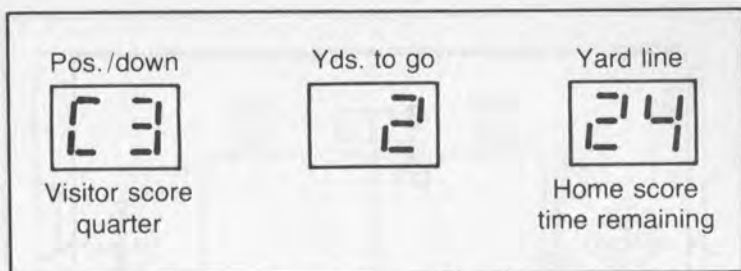 Pos./down Yds. to go Yard line
C 3 2 24
Visitor score Home score
quarter time remaining